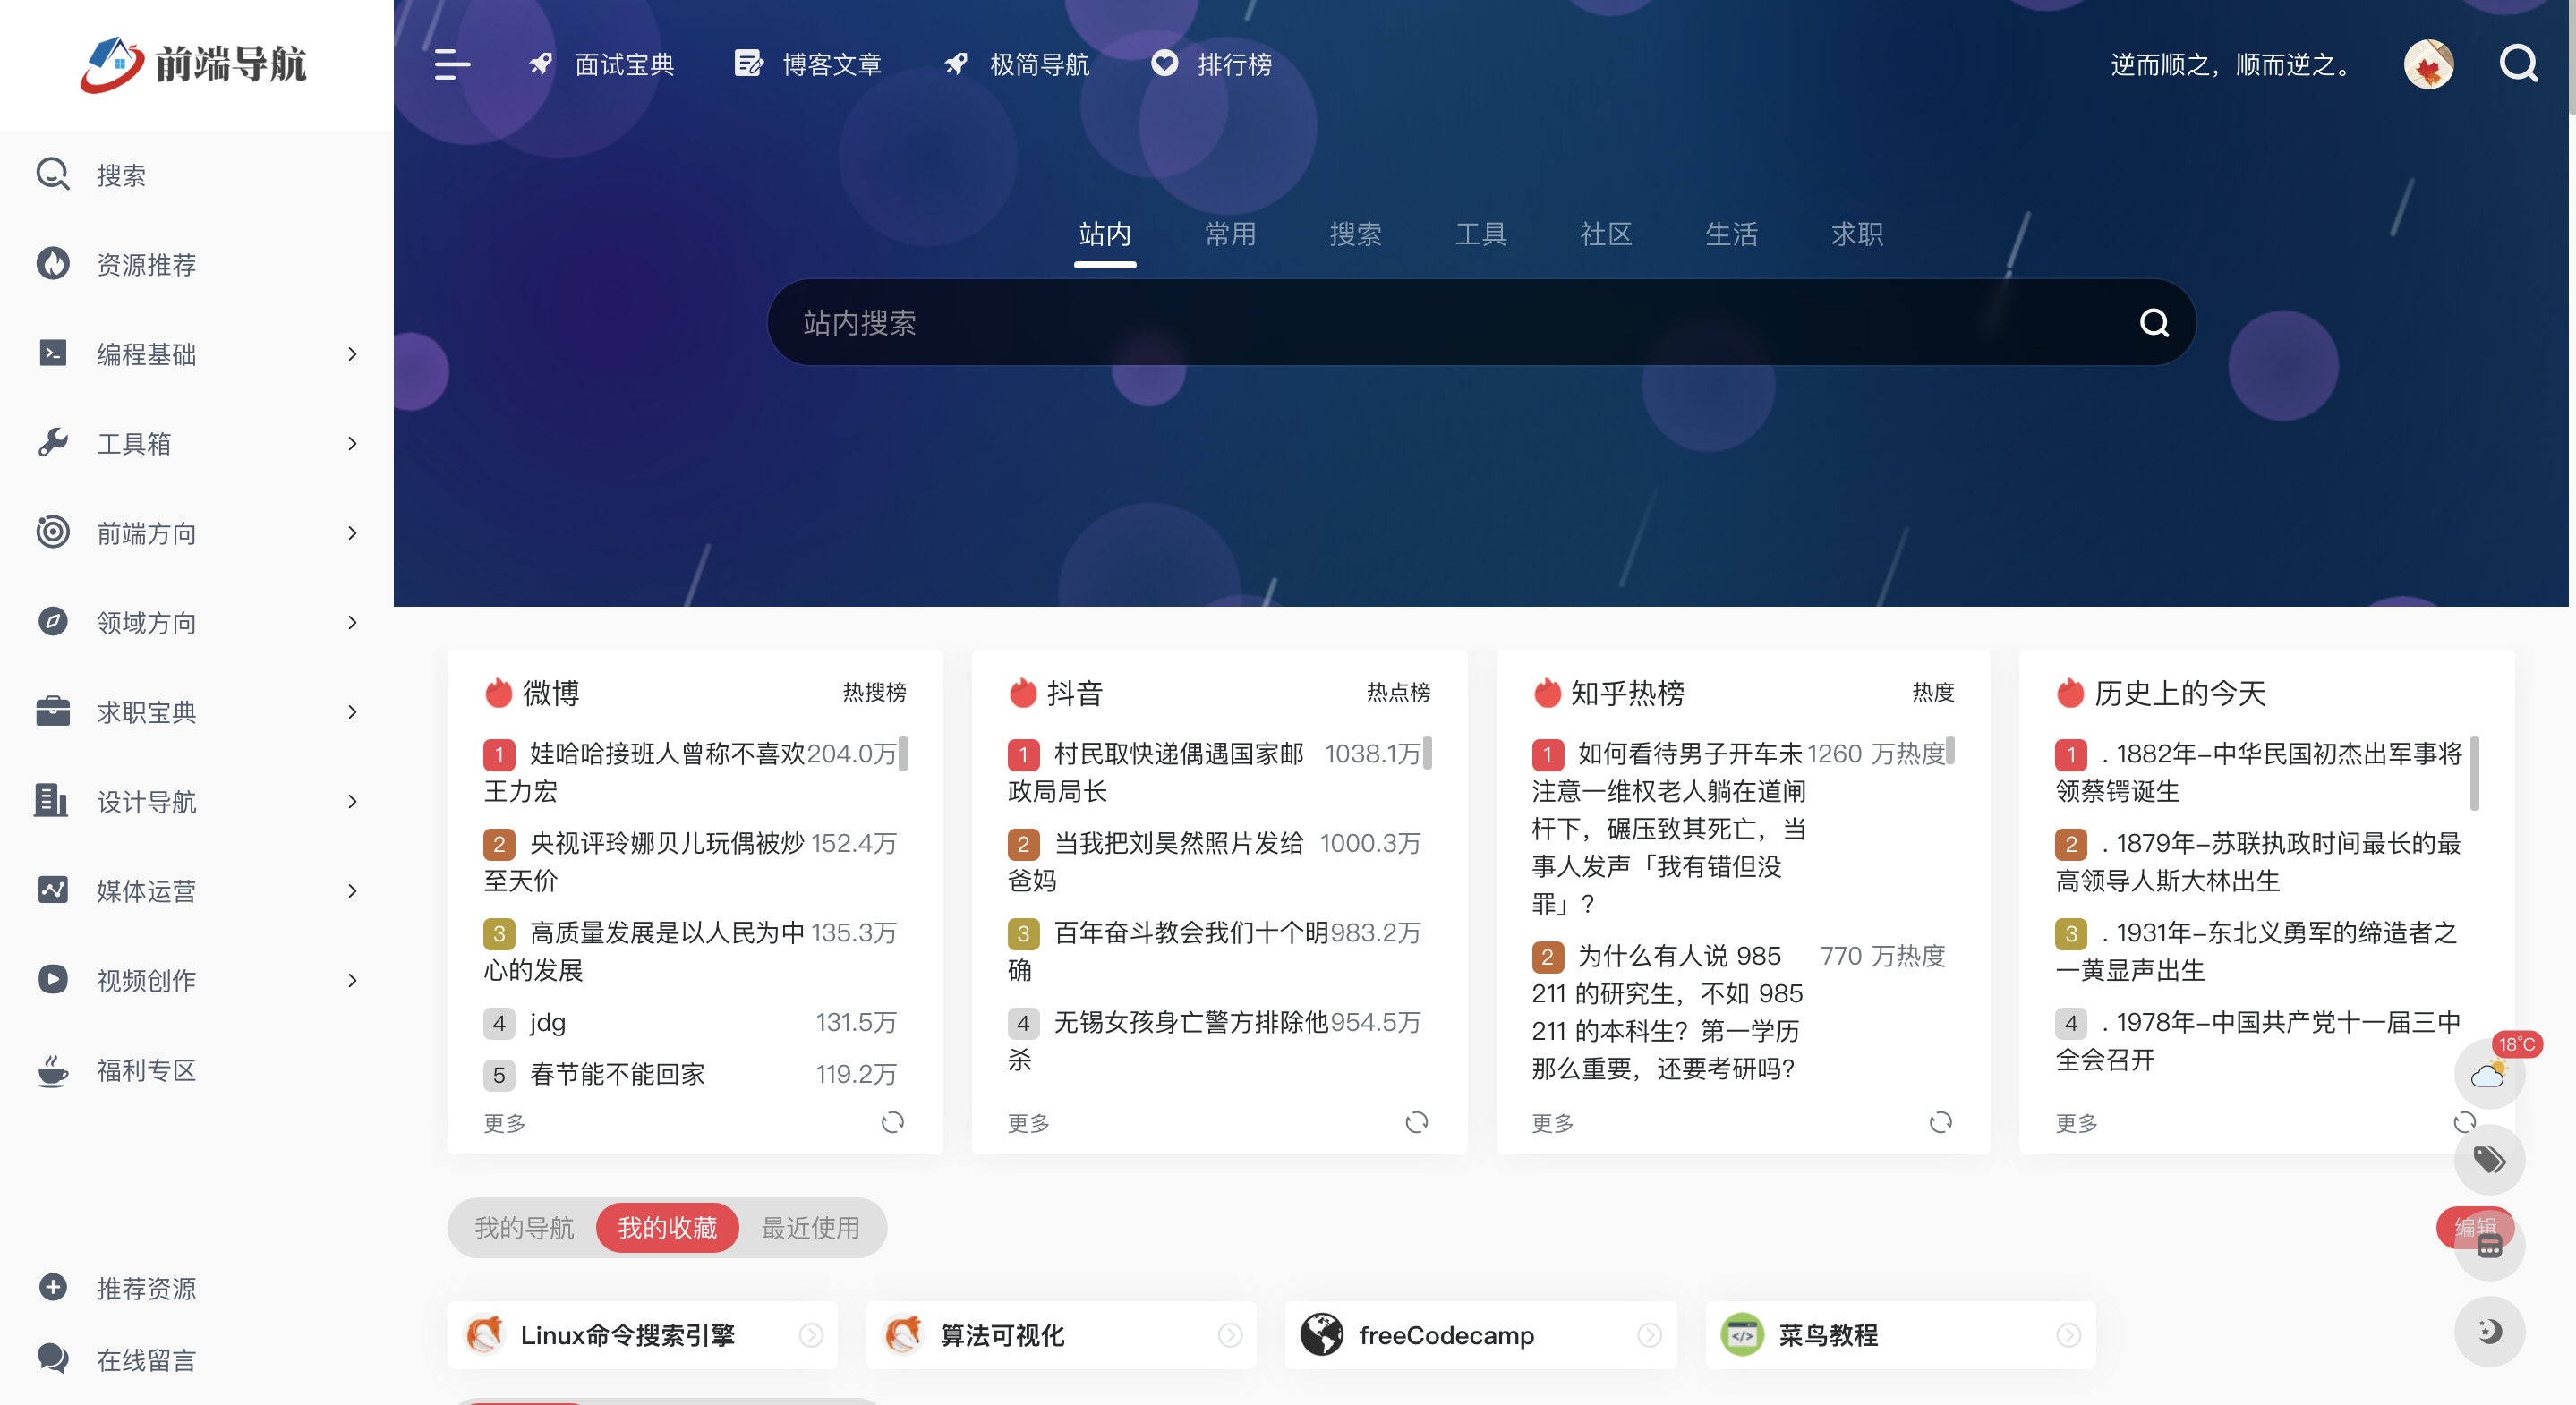 前端导航
搜索
资源推荐
编程基础
工具箱
前端方向
领域方向
求职宝典
设计导航
媒体运营
视频创作
福利专区
推荐资源
在线留言
面试宝典 博客文章 极简导航 排行榜
逆而顺之，顺而逆之。
站内 常用 搜索 工具 社区 生活 求职
站内搜索
微博 热搜榜
1 娃哈哈接班人曾称不喜欢 204.0万
王力宏
2 央视评玲娜贝儿玩偶被炒 152.4万
至天价
3 高质量发展是以人民为中 135.3万
心的发展
4 jdg 131.5万
5 春节能不能回家 119.2万
更多
抖音 热点榜
1 村民取快递偶遇国家邮 1038.1万
政局局长
2 当我把刘昊然照片发给 1000.3万
爸妈
3 百年奋斗教会我们十个明 983.2万
确
4 无锡女孩身亡警方排除他 954.5万
杀
更多
知乎热榜 热度
1 如何看待男子开车未 1260 万热度
注意一维权老人躺在道闸
杆下，碾压致其死亡，当
事人发声「我有错但没
罪」？
2 为什么有人说 985 770 万热度
211 的研究生，不如 985
211 的本科生？第一学历
那么重要，还要考研吗?
更多
历史上的今天
1 . 1882年-中华民国初杰出军事将
领蔡锷诞生
2 . 1879年-苏联执政时间最长的最
高领导人斯大林出生
3 . 1931年-东北义勇军的缔造者之
一黄显声出生
4 . 1978年-中国共产党十一届三中
全会召开
更多
18°C
我的导航 我的收藏 最近使用
编辑
Linux命令搜索引擎
算法可视化
freeCodecamp
菜鸟教程